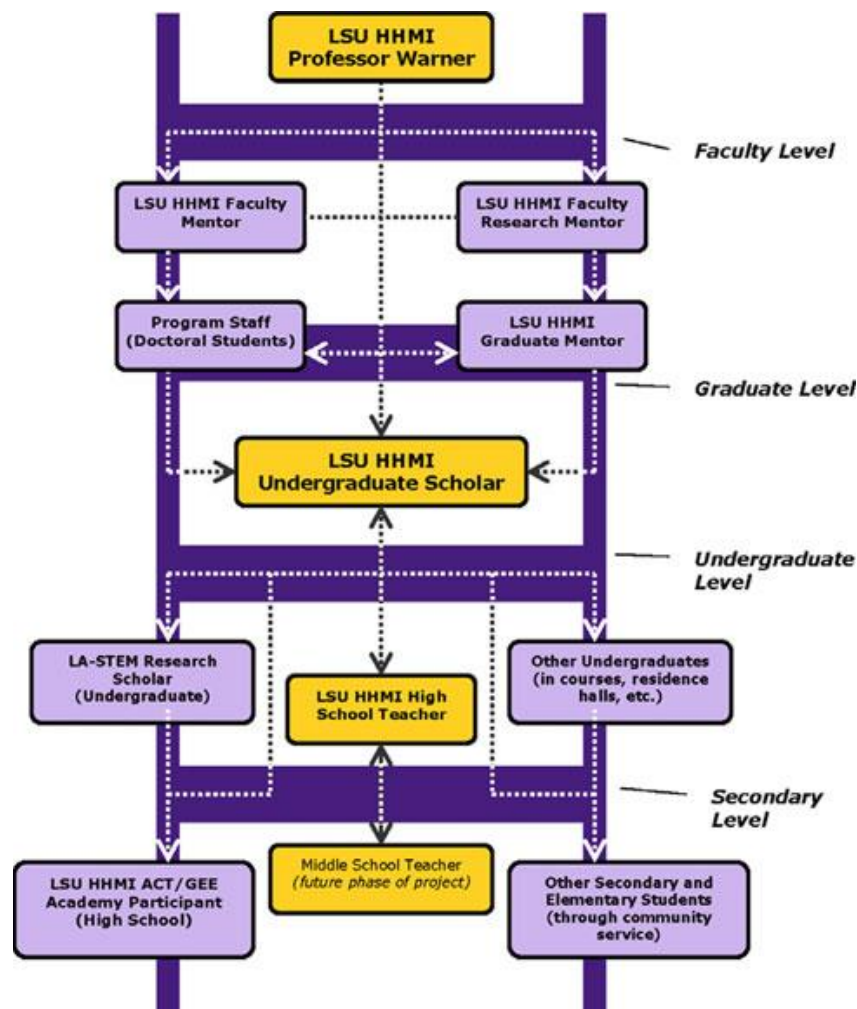 LSU HHMI
Professor Warner
Faculty Level
LSU HHMI Faculty
Mentor
LSU HHMI Faculty
Research Mentor
Program Staff
(Doctoral Students)
LSU HHMI
Graduate Mentor
Graduate Level
LSU HHMI
Undergraduate Scholar
Undergraduate
Level
LA-STEM Research
Scholar
(Undergraduate)
LSU HHMI High
School Teacher
Other Undergraduates
(in courses, residence
halls, etc.)
Secondary
Level
LSU HHMI ACT/GEE
Academy Participant
(High School)
Middle School Teacher
(future phase of project)
Other Secondary and
Elementary Students
(through community
service)